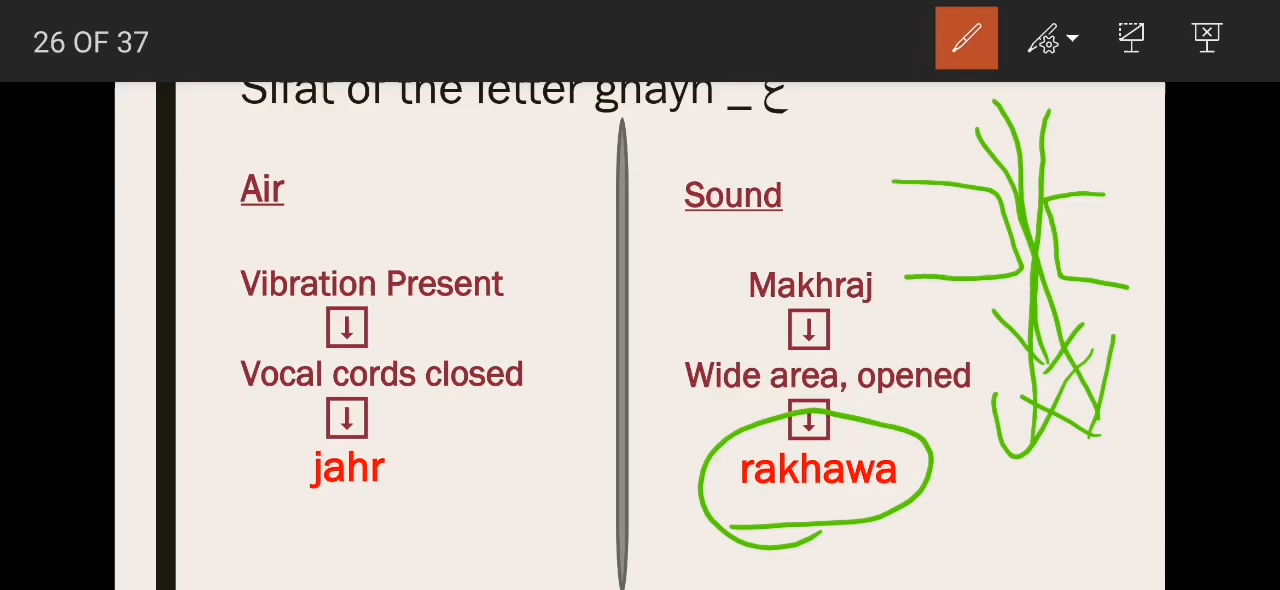 Sifat of the letter ghayn _ غ
26 OF 37
Air
Vibration Present
↓
Vocal cords closed
↓
jahr
Sound
Makhraj
↓
Wide area, opened
↓
rakhawa